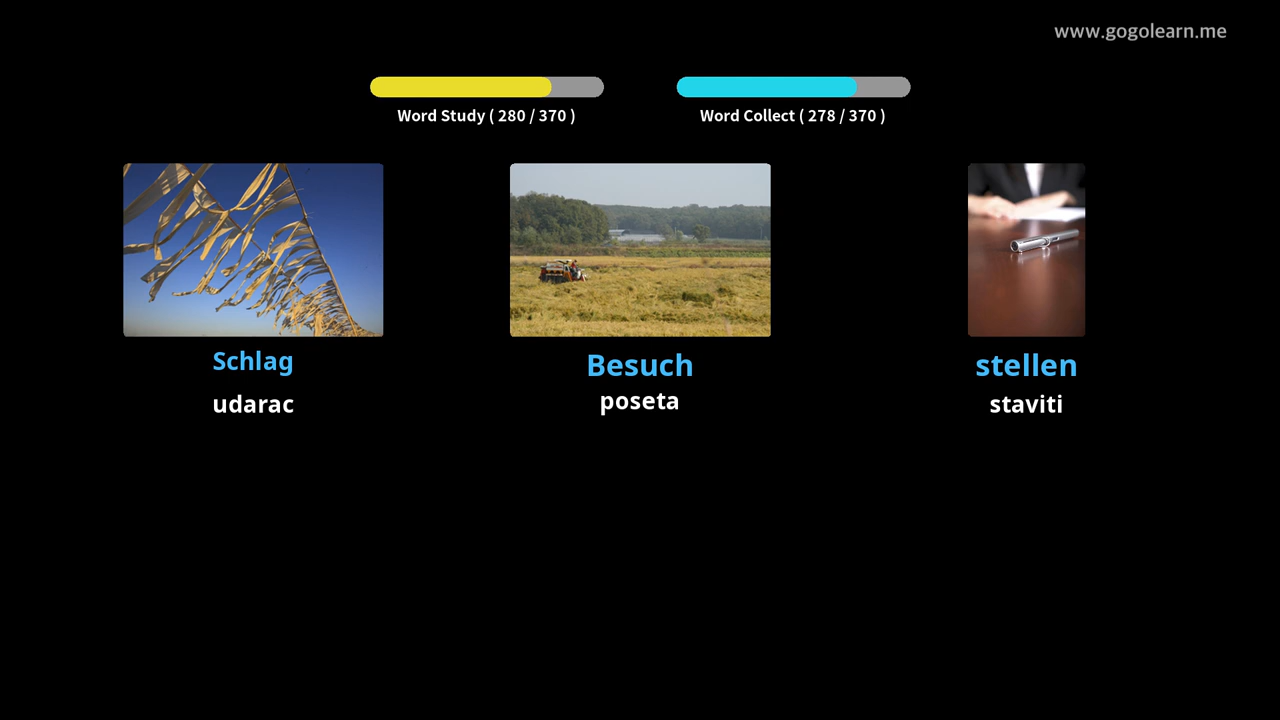 www.gogolearn.me
Word Study ( 280 / 370 )
Word Collect ( 278 / 370 )
Schlag
udarac
Besuch
poseta
stellen
staviti